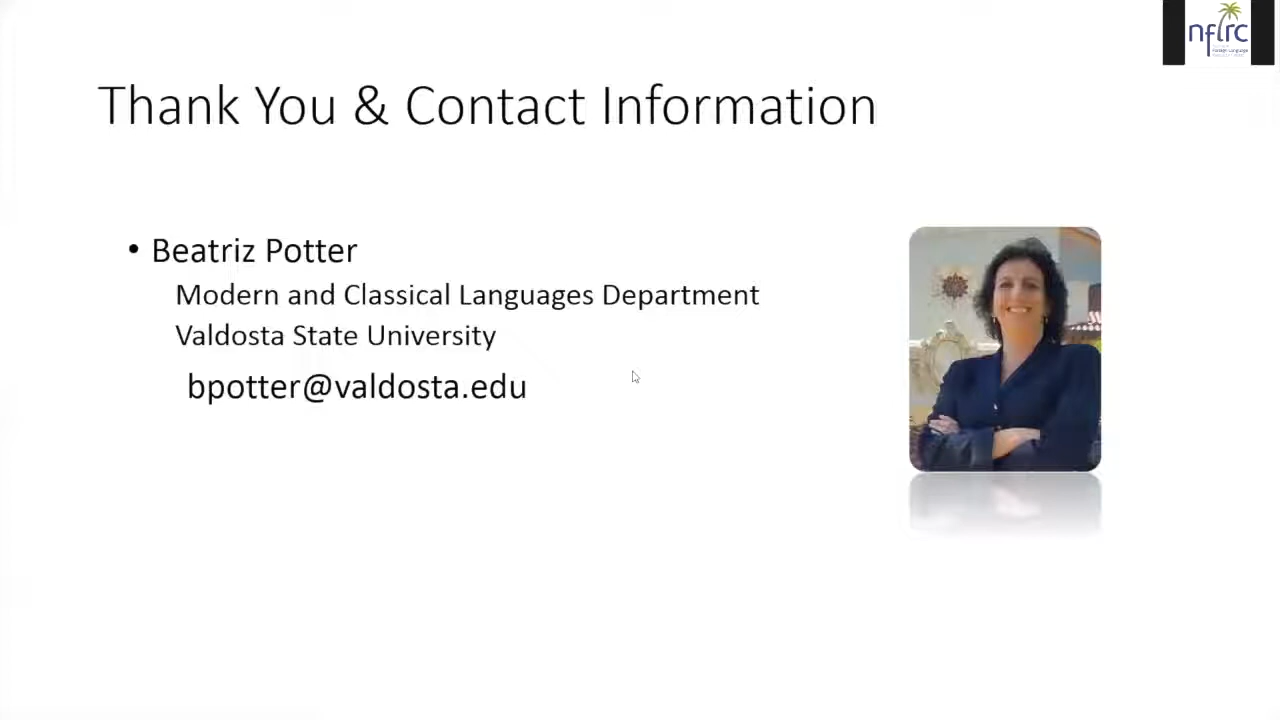 nflrc
Thank You & Contact Information
• Beatriz Potter
Modern and Classical Languages Department
Valdosta State University
bpotter@valdosta.edu